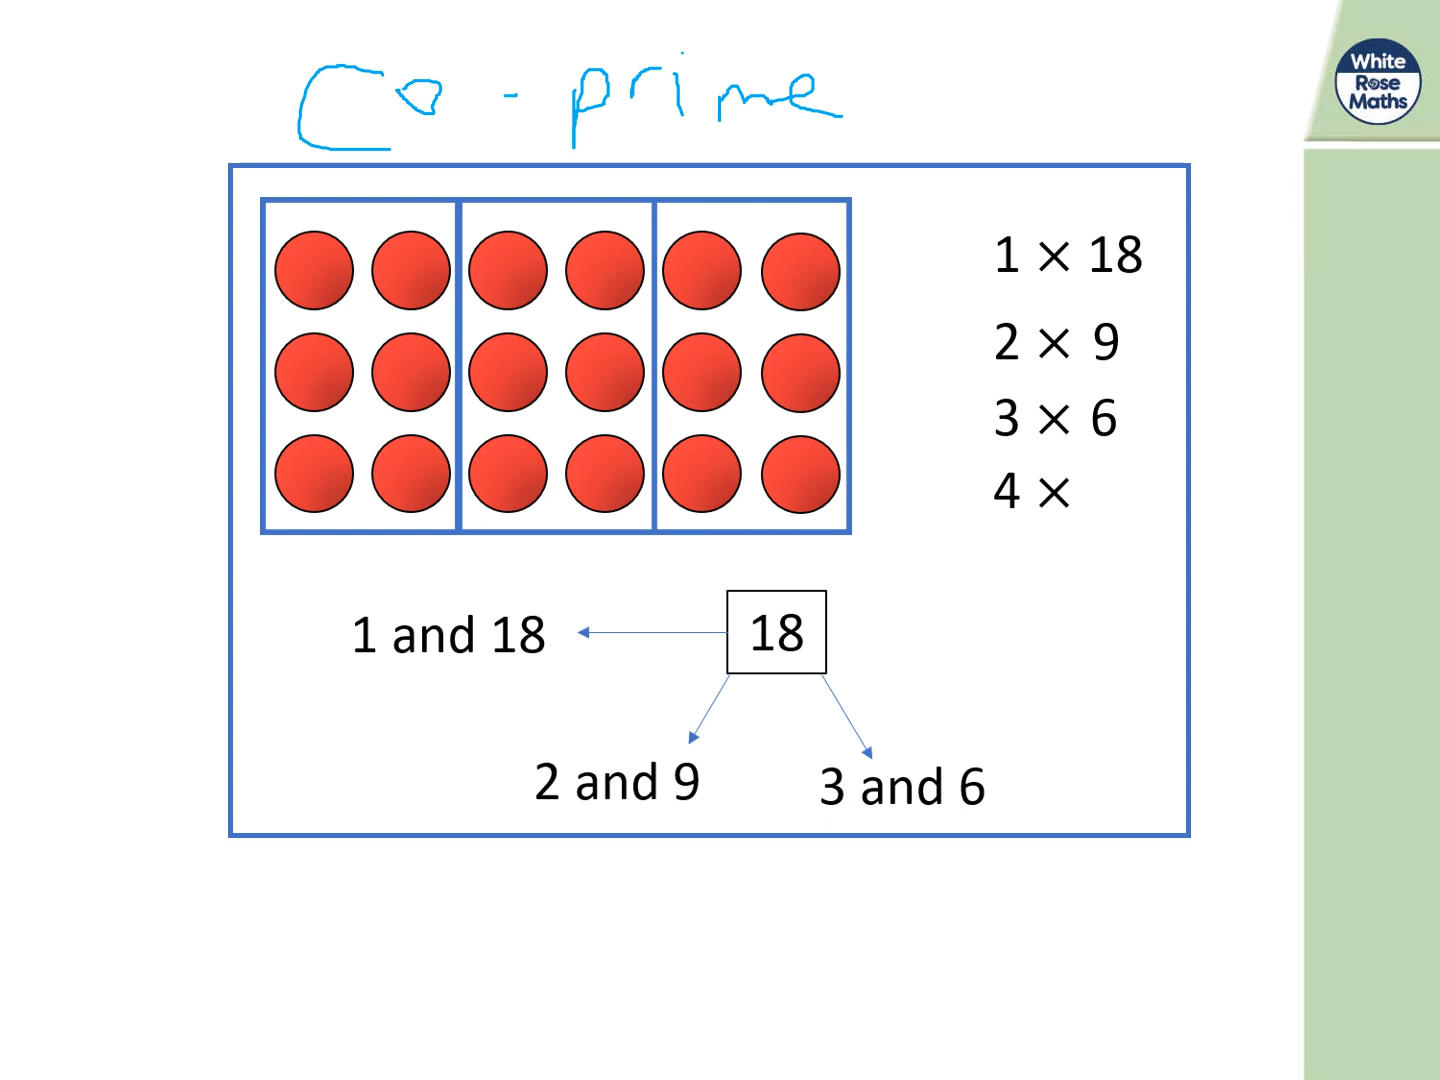 Co - prime
White
Rose
Maths
1 × 18
2 × 9
3 × 6
4 ×
1 and 18
18
2 and 9
3 and 6